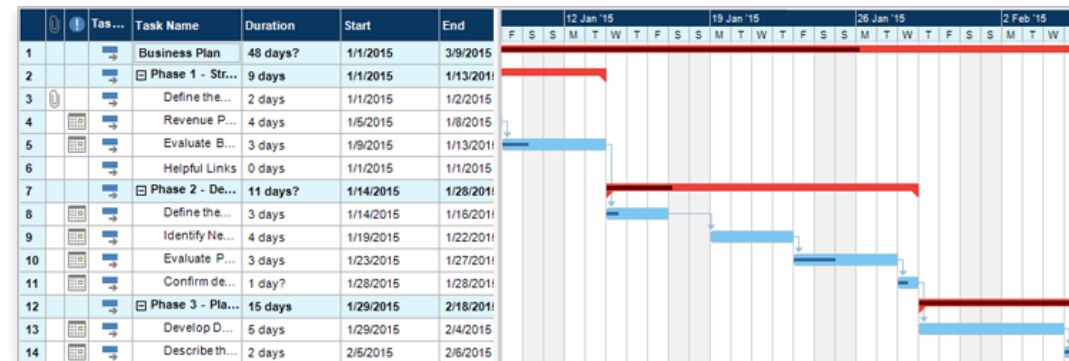 Tas... Task Name Duration Start End 12 Jan '15 19 Jan '15 26 Jan '15 2 Feb '15
F S S M T W T F S S M T W T F S S M T W T F S S M T W
1 Business Plan 48 days? 1/1/2015 3/9/2015
2 Phase 1 - Str... 9 days 1/1/2015 1/13/201
3 Define the... 2 days 1/1/2015 1/2/2015
4 Revenue P... 4 days 1/5/2015 1/8/2015
5 Evaluate B... 3 days 1/9/2015 1/13/201
6 Helpful Links 0 days 1/1/2015 1/1/2015
7 Phase 2 - De... 11 days? 1/14/2015 1/28/201
8 Define the... 3 days 1/14/2015 1/16/201
9 Identify Ne... 4 days 1/19/2015 1/22/201
10 Evaluate P... 3 days 1/23/2015 1/27/201
11 Confirm de... 1 day? 1/28/2015 1/28/201
12 Phase 3 - Pla... 15 days 1/29/2015 2/18/201
13 Develop D... 5 days 1/29/2015 2/4/2015
14 Describe th... 2 days 2/5/2015 2/6/2015